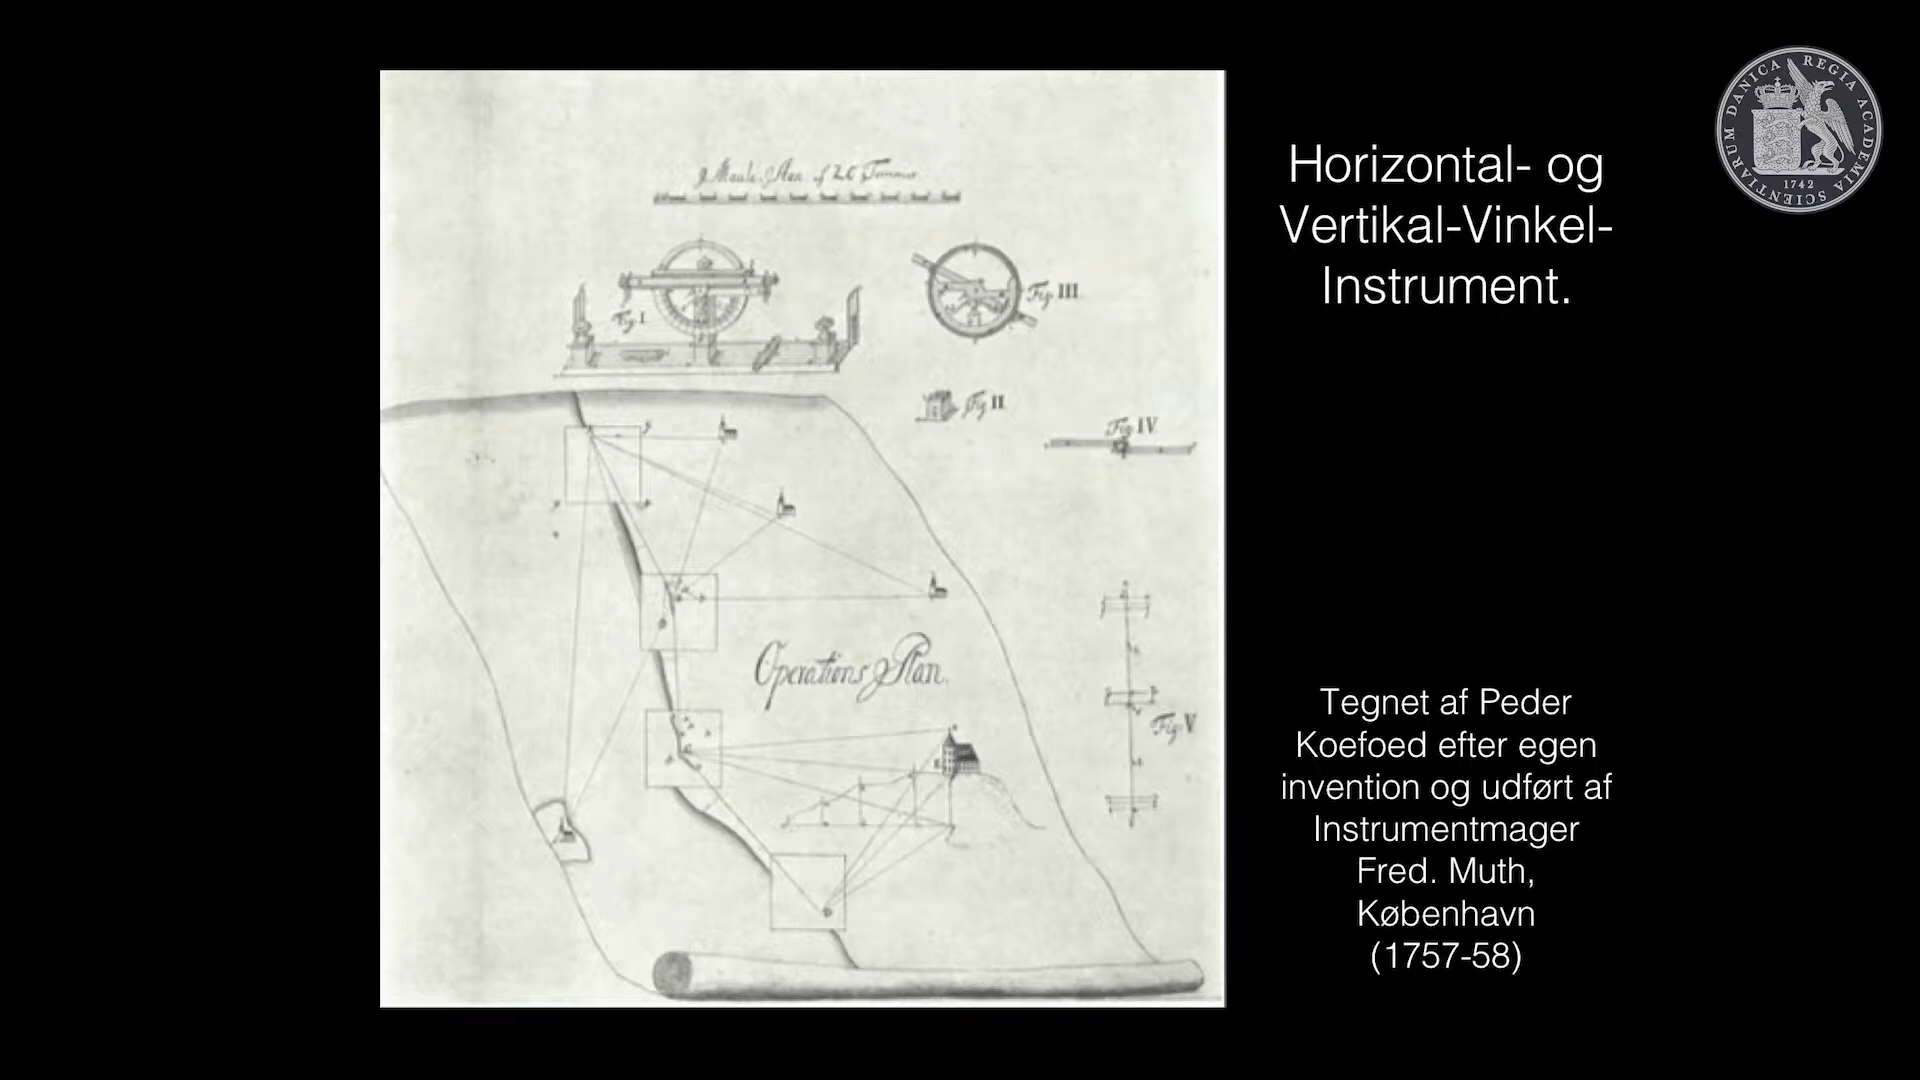 Horizontal- og
Vertikal-Vinkel-
Instrument.
Tegnet af Peder
Koefoed efter egen
invention og udført af
Instrumentmager
Fred. Muth,
København
(1757-58)
REGIA ACADEMIA SCIENTIARUM DANICA
1742
Fig. I
Fig III
Fig II
Fig IV
Operations Plan.
Fig. V